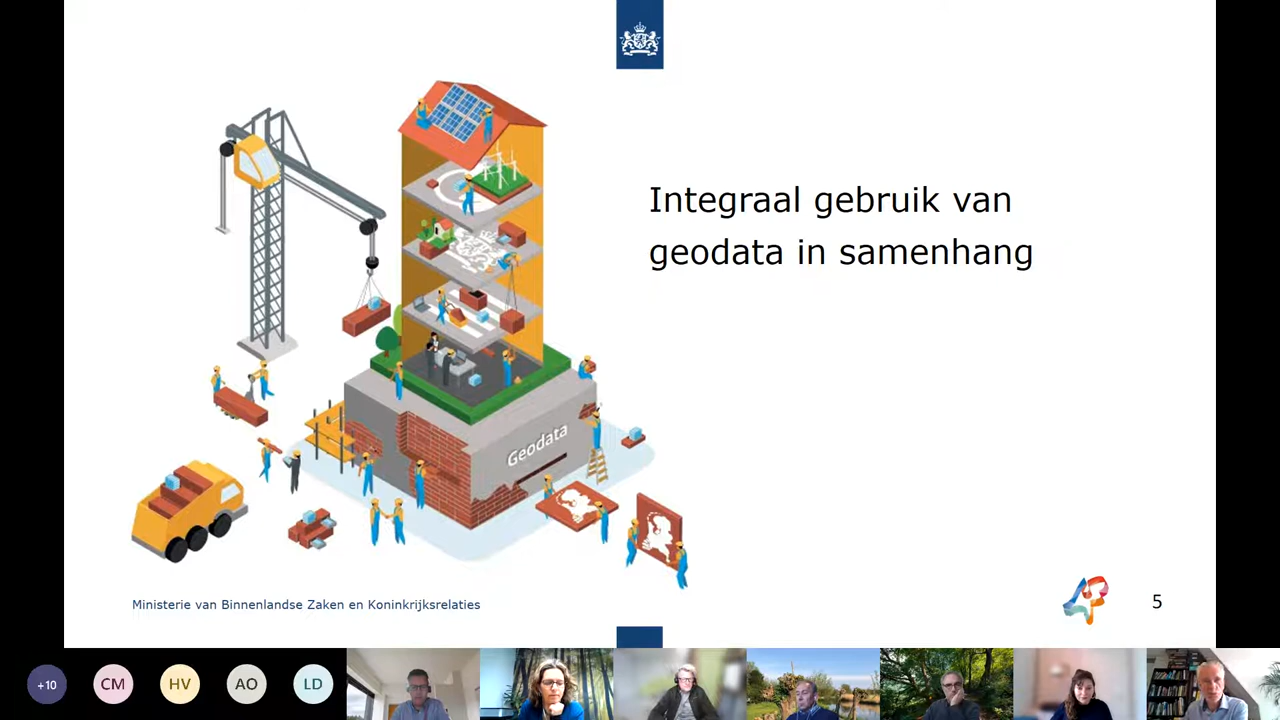 Integraal gebruik van
geodata in samenhang
Geodata
Ministerie van Binnenlandse Zaken en Koninkrijksrelaties
5
+10
CM
HV
AO
LD